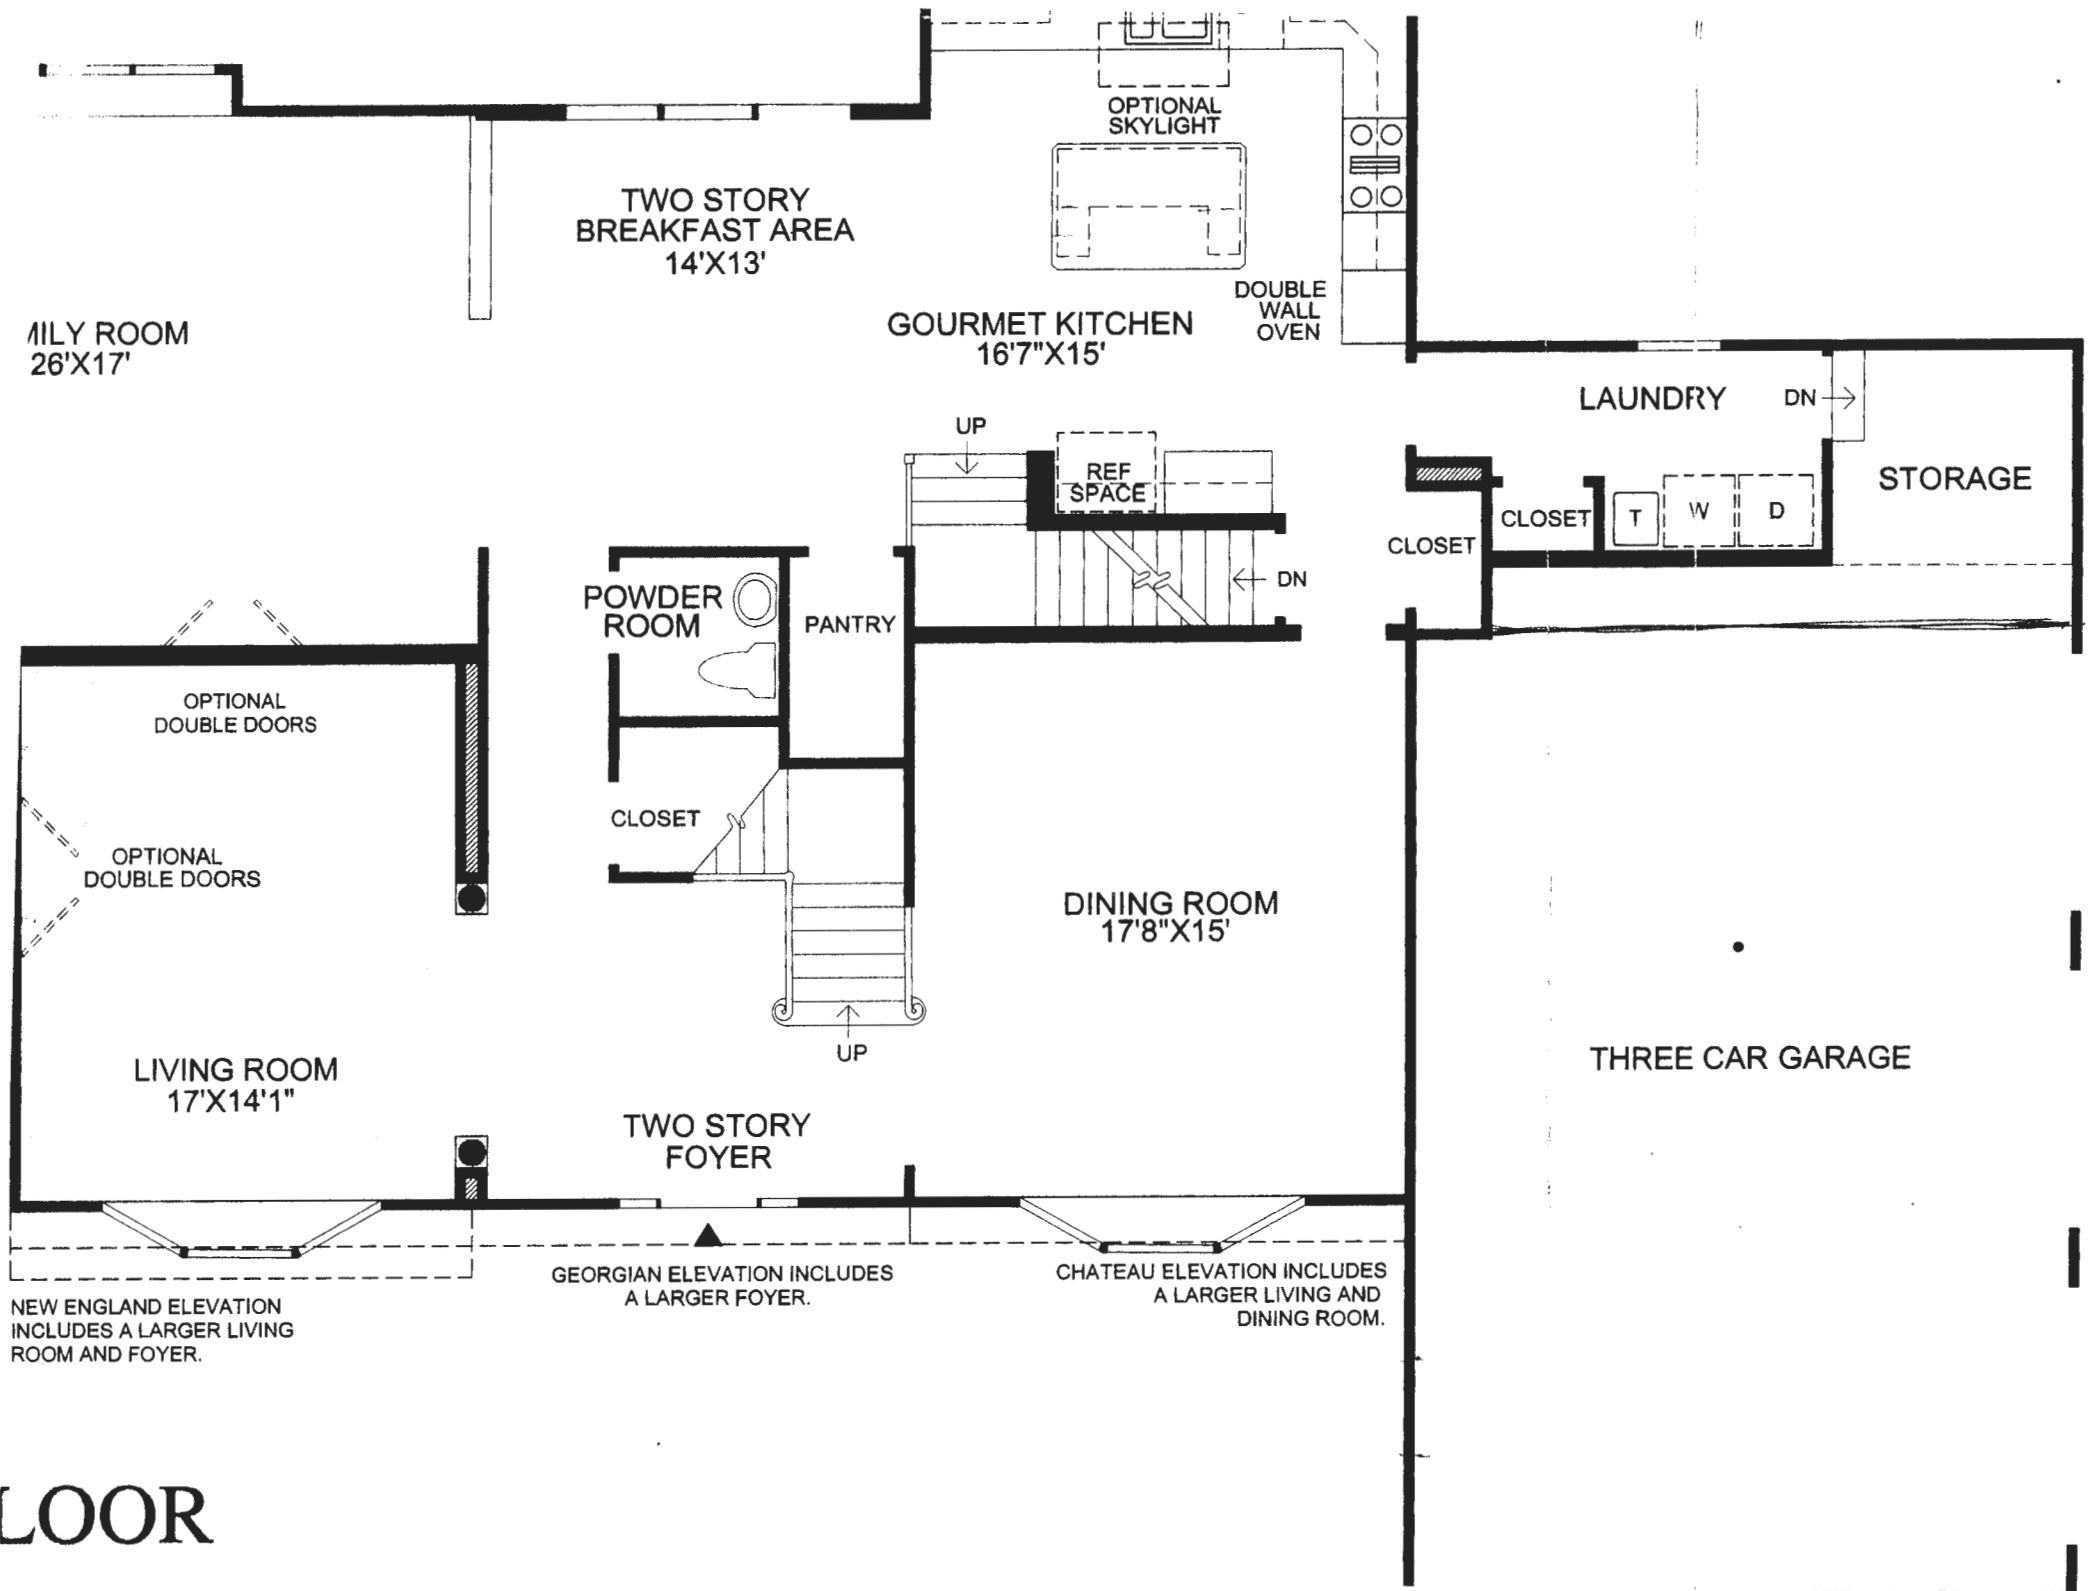 OPTIONAL
SKYLIGHT
TWO STORY
BREAKFAST AREA
14'X13'
DOUBLE
WALL
OVEN
GOURMET KITCHEN
16'7"X15'
MILY ROOM
26'X17'
LAUNDRY
DN
STORAGE
UP
REF
SPACE
CLOSET
T
W
D
CLOSET
DN
POWDER
ROOM
PANTRY
OPTIONAL
DOUBLE DOORS
CLOSET
OPTIONAL
DOUBLE DOORS
DINING ROOM
17'8"X15'
UP
LIVING ROOM
17'X14'1"
THREE CAR GARAGE
TWO STORY
FOYER
GEORGIAN ELEVATION INCLUDES
A LARGER FOYER.
CHATEAU ELEVATION INCLUDES
A LARGER LIVING AND
DINING ROOM.
NEW ENGLAND ELEVATION
INCLUDES A LARGER LIVING
ROOM AND FOYER.
LOOR